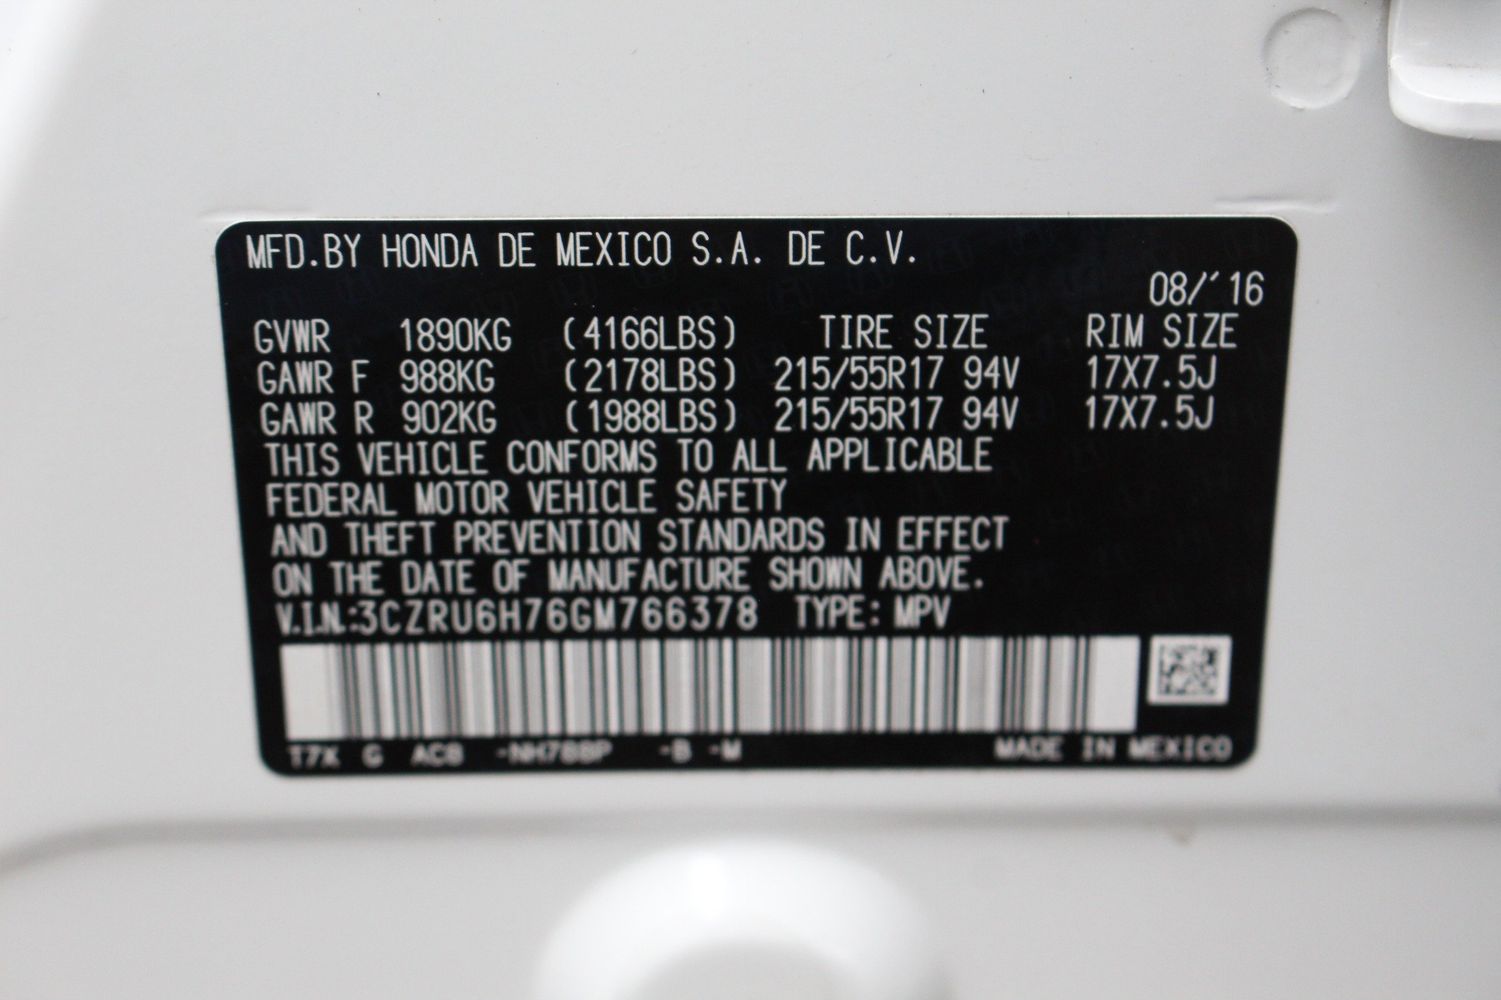 MFD.BY HONDA DE MEXICO S.A. DE C.V.
08/'16
GVWR 1890KG (4166LBS) TIRE SIZE RIM SIZE
GAWR F 988KG (2178LBS) 215/55R17 94V 17X7.5J
GAWR R 902KG (1988LBS) 215/55R17 94V 17X7.5J
THIS VEHICLE CONFORMS TO ALL APPLICABLE
FEDERAL MOTOR VEHICLE SAFETY
AND THEFT PREVENTION STANDARDS IN EFFECT
ON THE DATE OF MANUFACTURE SHOWN ABOVE.
V.I.N.:3CZRU6H76GM766378 TYPE: MPV
T7X G AC8 -NH788P -B -M MADE IN MEXICO